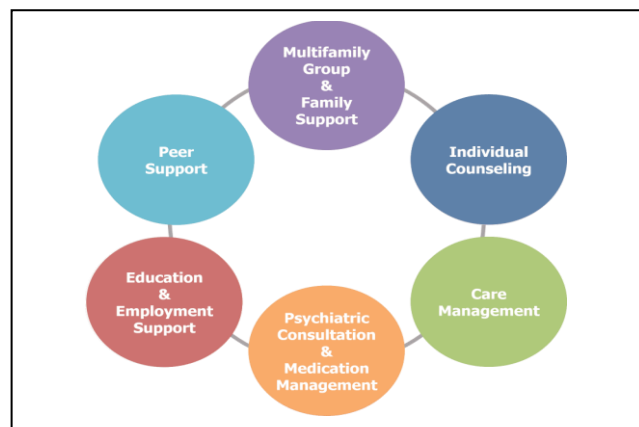 Multifamily
Group
&
Family
Support
Individual
Counseling
Care
Management
Psychiatric
Consultation
&
Medication
Management
Education
&
Employment
Support
Peer
Support